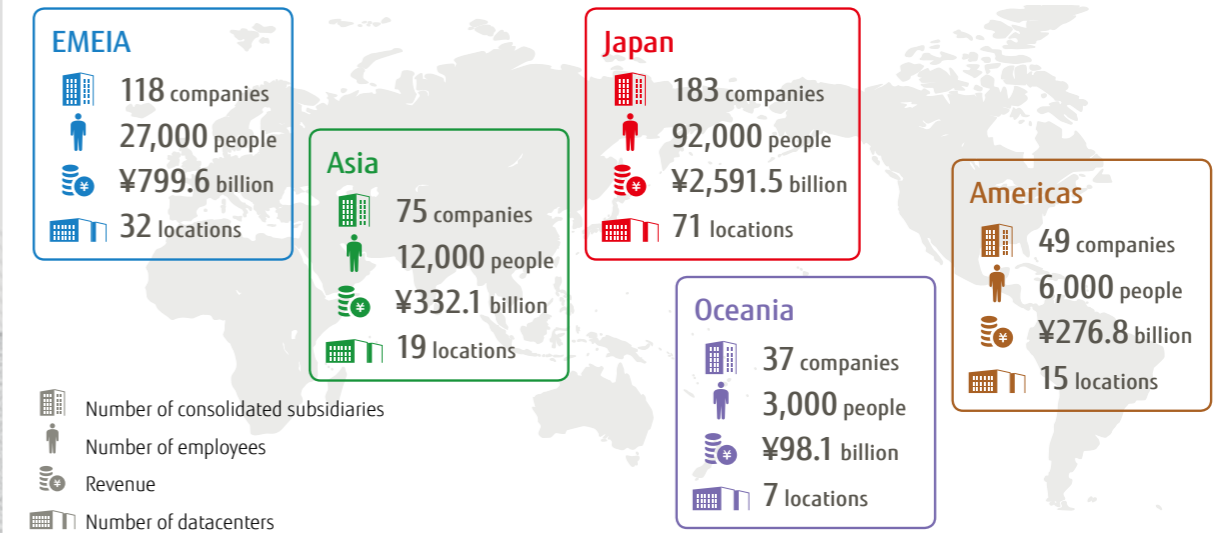 EMEIA
118 companies
27,000 people
¥799.6 billion
32 locations
Asia
75 companies
12,000 people
¥332.1 billion
19 locations
Japan
183 companies
92,000 people
¥2,591.5 billion
71 locations
Oceania
37 companies
3,000 people
¥98.1 billion
7 locations
Americas
49 companies
6,000 people
¥276.8 billion
15 locations
Number of consolidated subsidiaries
Number of employees
Revenue
Number of datacenters